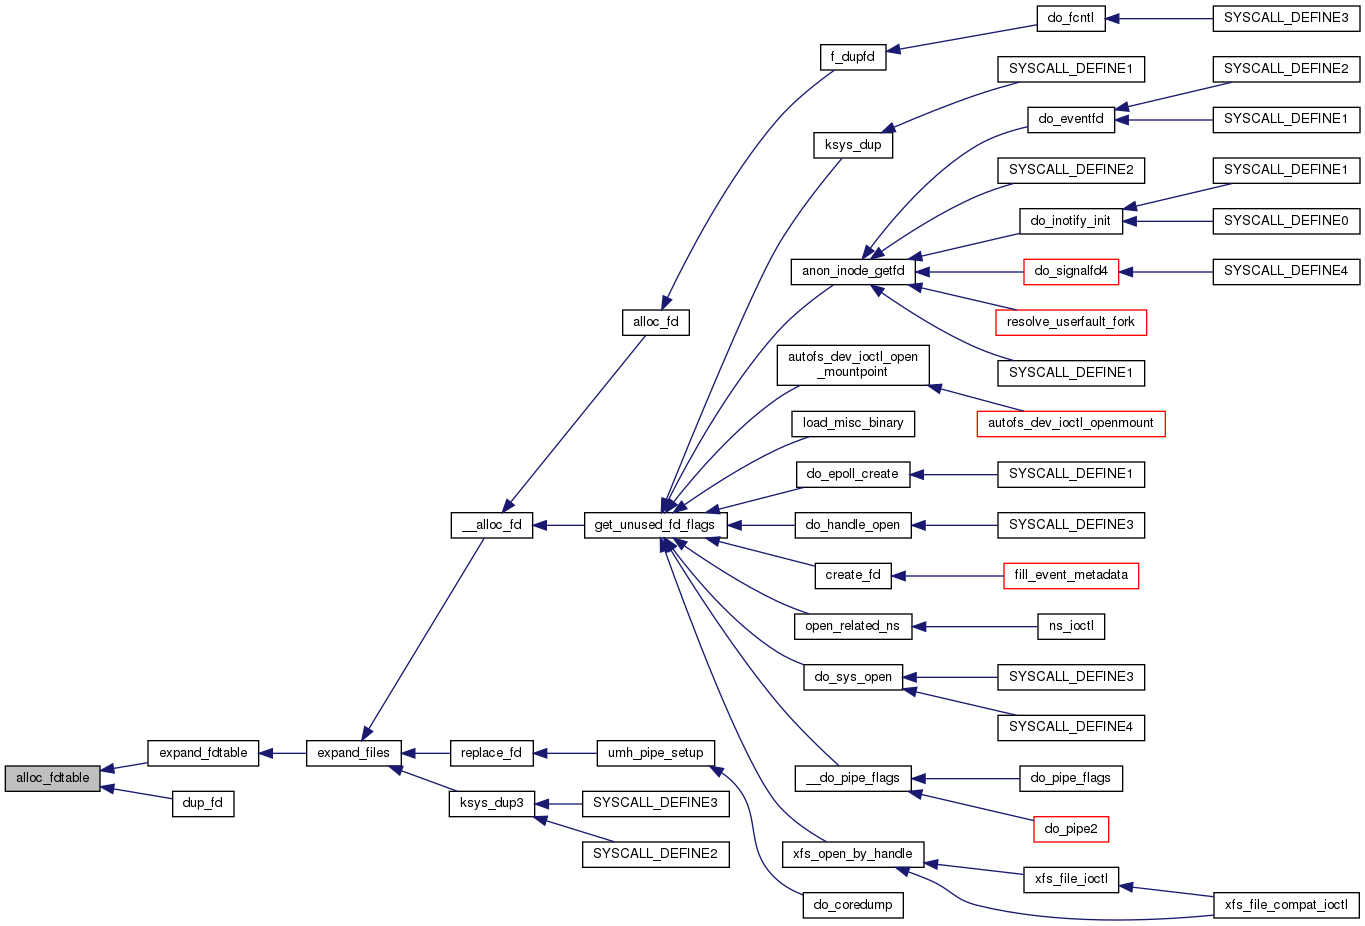 do_fcntl
SYSCALL_DEFINE3
f_dupfd
SYSCALL_DEFINE1
SYSCALL_DEFINE2
do_eventfd
SYSCALL_DEFINE1
ksys_dup
SYSCALL_DEFINE2
SYSCALL_DEFINE1
do_inotify_init
SYSCALL_DEFINE0
anon_inode_getfd
do_signalfd4
SYSCALL_DEFINE4
alloc_fd
resolve_userfault_fork
autofs_dev_ioctl_open
_mountpoint
SYSCALL_DEFINE1
load_misc_binary
autofs_dev_ioctl_openmount
do_epoll_create
SYSCALL_DEFINE1
__alloc_fd
get_unused_fd_flags
do_handle_open
SYSCALL_DEFINE3
create_fd
fill_event_metadata
open_related_ns
ns_ioctl
do_sys_open
SYSCALL_DEFINE3
SYSCALL_DEFINE4
expand_fdtable
expand_files
replace_fd
umh_pipe_setup
alloc_fdtable
__do_pipe_flags
do_pipe_flags
dup_fd
ksys_dup3
SYSCALL_DEFINE3
do_pipe2
SYSCALL_DEFINE2
xfs_open_by_handle
xfs_file_ioctl
do_coredump
xfs_file_compat_ioctl